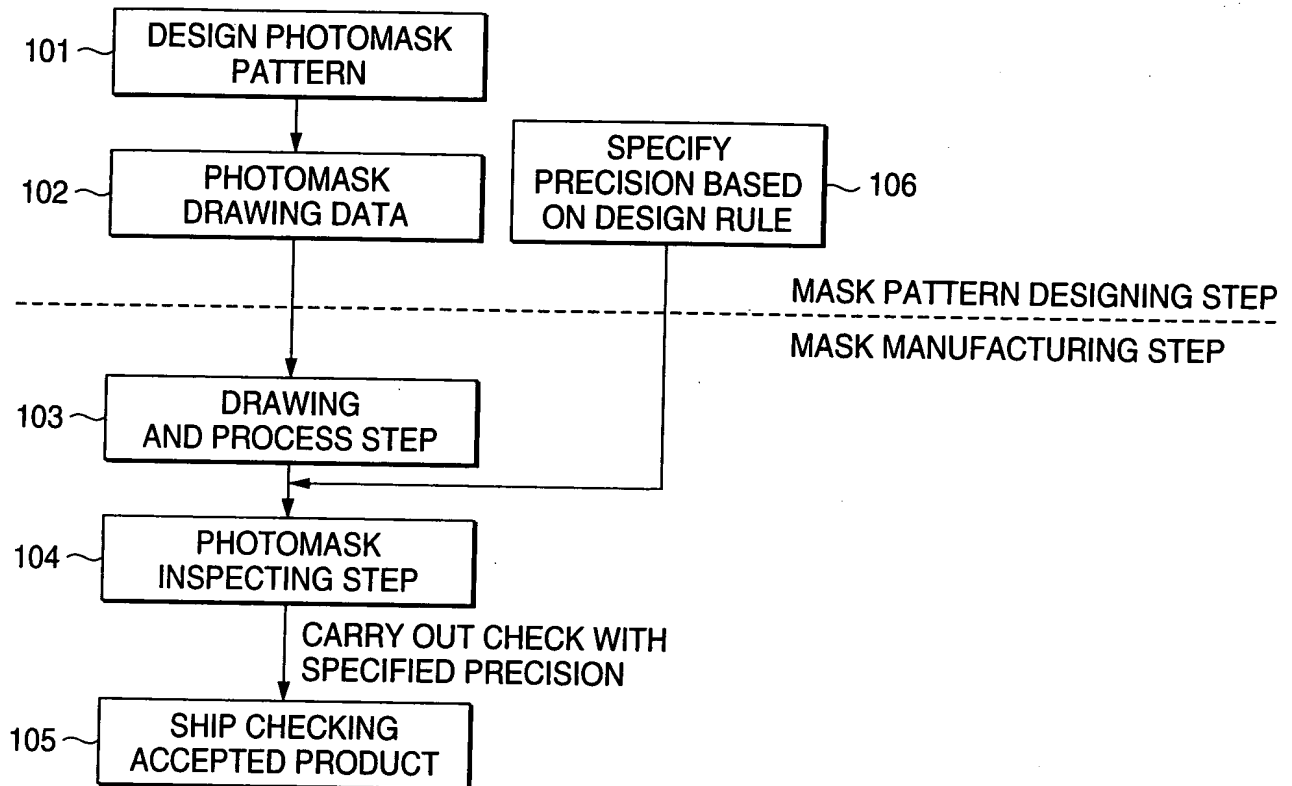 101
DESIGN PHOTOMASK
PATTERN
102
PHOTOMASK
DRAWING DATA
SPECIFY
PRECISION BASED
ON DESIGN RULE
106
MASK PATTERN DESIGNING STEP
MASK MANUFACTURING STEP
103
DRAWING
AND PROCESS STEP
104
PHOTOMASK
INSPECTING STEP
CARRY OUT CHECK WITH
SPECIFIED PRECISION
105
SHIP CHECKING
ACCEPTED PRODUCT